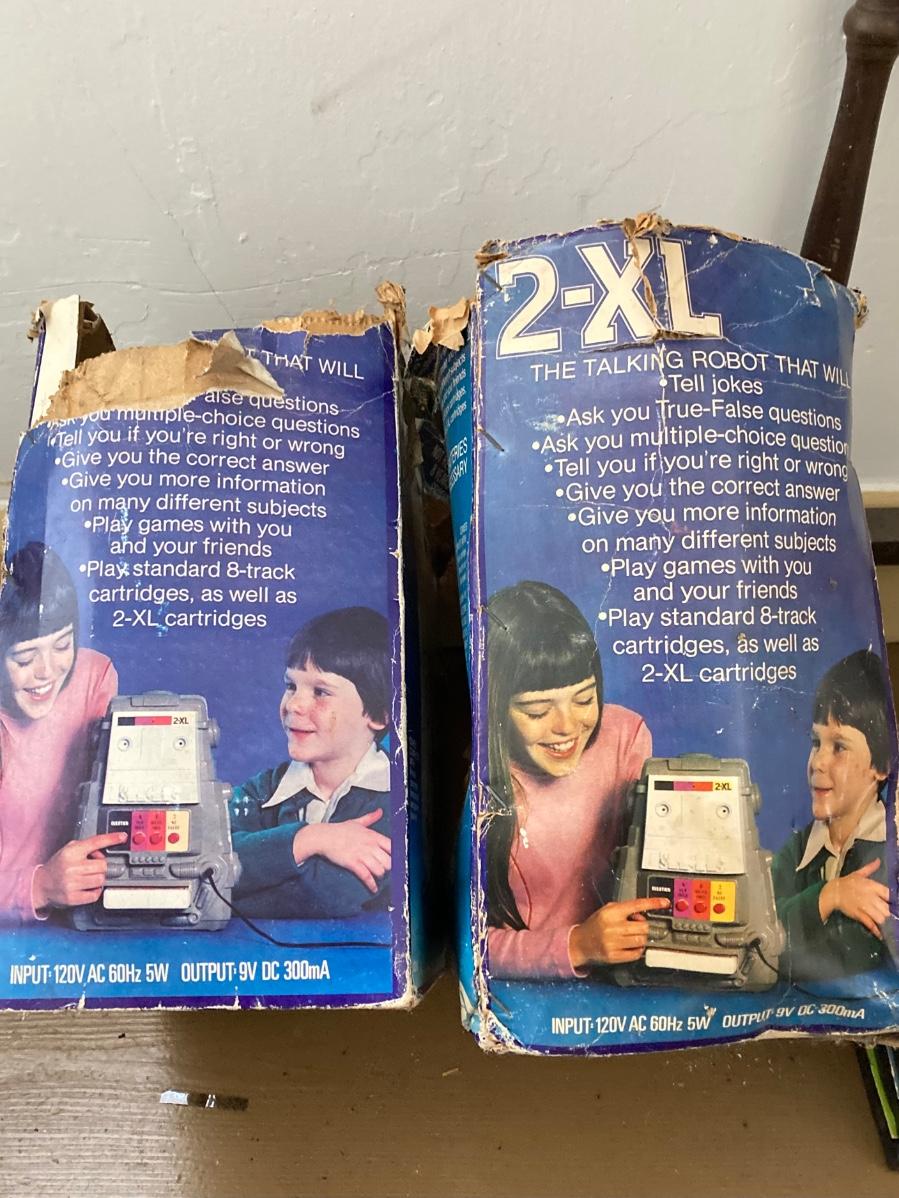 THAT WILL
alse questions
Ask you multiple-choice questions
•Tell you if you're right or wrong
•Give you the correct answer
•Give you more information
on many different subjects
•Play games with you
and your friends
•Play standard 8-track
cartridges, as well as
2-XL cartridges
2-XL
INPUT: 120V AC 60Hz 5W OUTPUT: 9V DC 300mA
2-XL
THE TALKING ROBOT THAT WILL
•Tell jokes
•Ask you True-False questions
•Ask you multiple-choice question
•Tell you if you're right or wrong
•Give you the correct answer
•Give you more information
on many different subjects
•Play games with you
and your friends
•Play standard 8-track
cartridges, as well as
2-XL cartridges
2-XL
QUESTION
INPUT: 120V AC 60Hz 5W OUTPUT: 9V DC 300mA